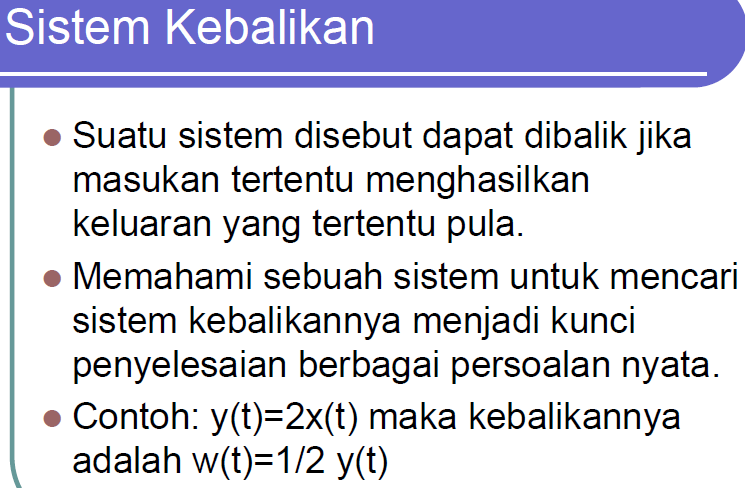 Sistem Kebalikan
Suatu sistem disebut dapat dibalik jika
masukan tertentu menghasilkan
keluaran yang tertentu pula.
Memahami sebuah sistem untuk mencari
sistem kebalikannya menjadi kunci
penyelesaian berbagai persoalan nyata.
Contoh: y(t)=2x(t) maka kebalikannya
adalah w(t)=1/2 y(t)